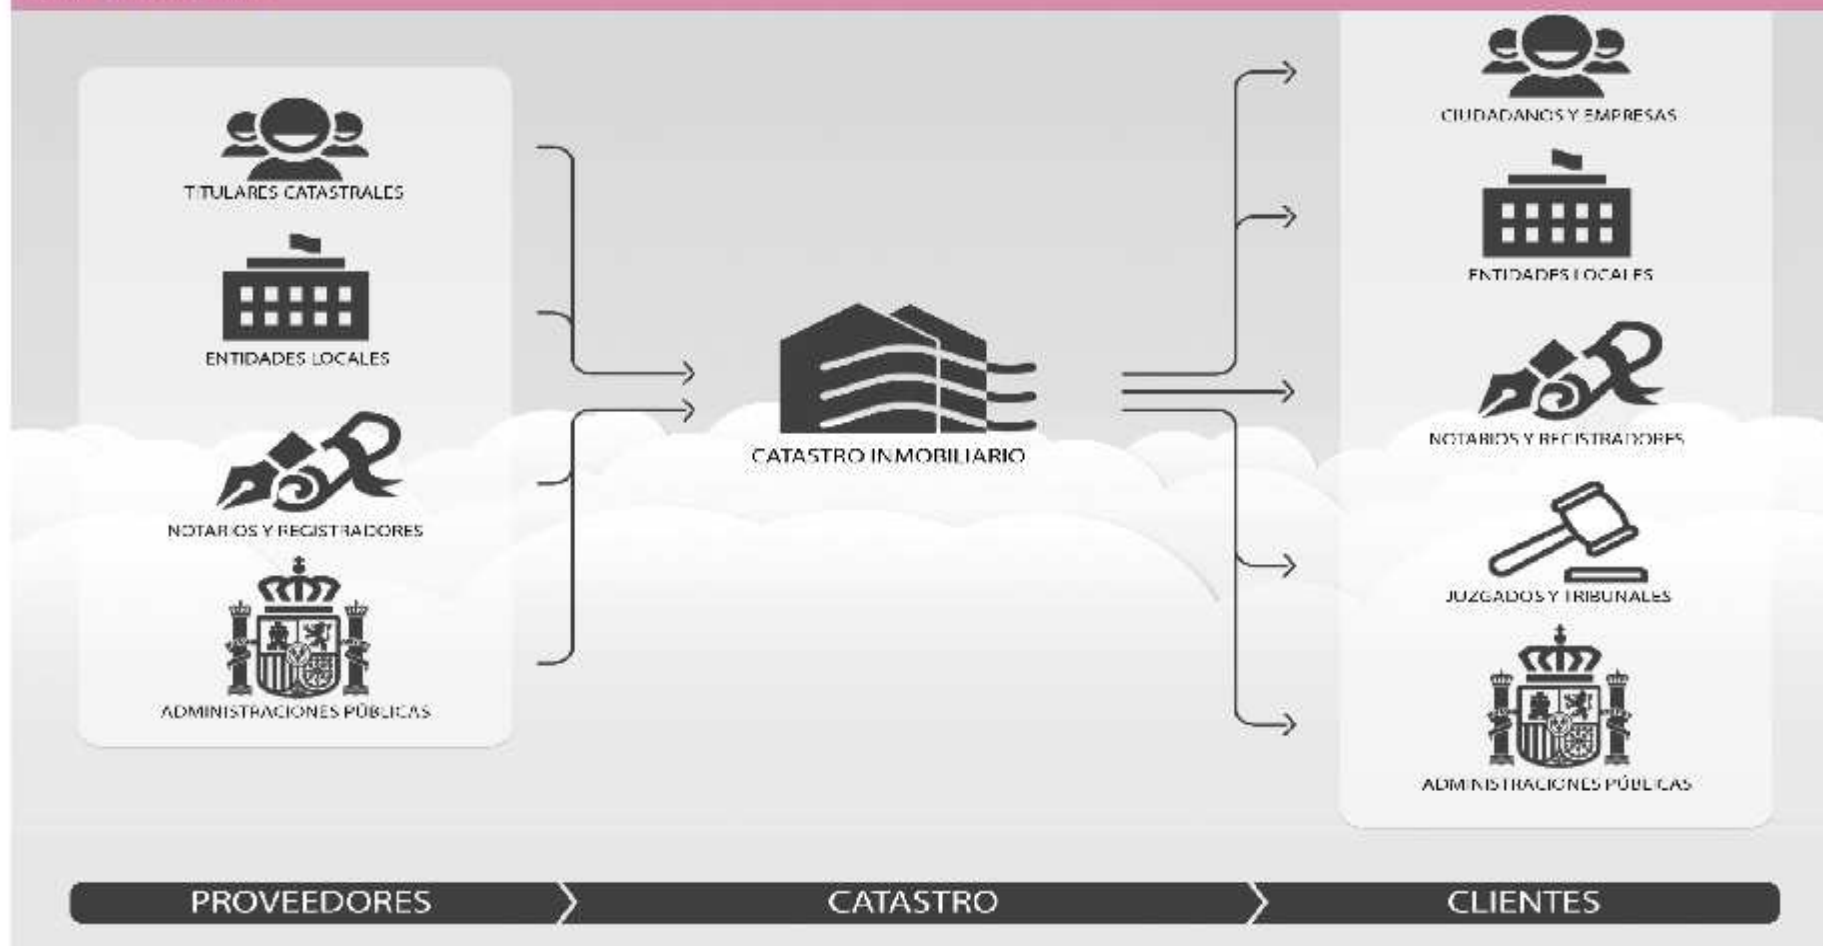 TITULARES CATASTRALES
ENTIDADES LOCALES
NOTARIOS Y REGISTRADORES
ADMINISTRACIONES PÚBLICAS
CATASTRO INMOBILIARIO
CIUDADANOS Y EMPRESAS
ENTIDADES LOCALES
NOTARIOS Y REGISTRADORES
JUZGADOS Y TRIBUNALES
ADMINISTRACIONES PÚBLICAS
PROVEEDORES
CATASTRO
CLIENTES